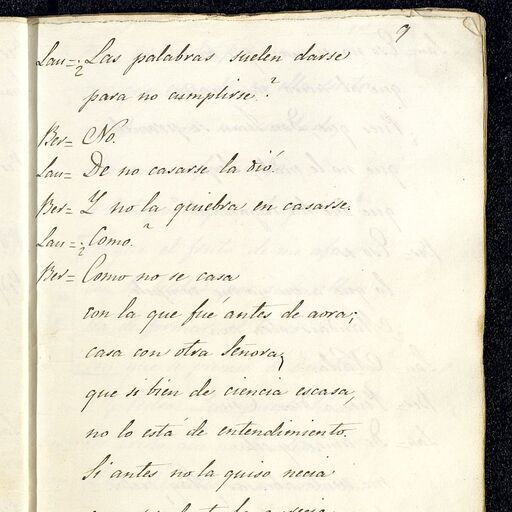 7
Lau= ¿Las palabras suelen darse
para no cumplirse?
Ber= No.
Lau= De no casarse la dió.
Ber= Y no la quiebra en casarse.
Lau= ¿Como?
Ber= Como no se casa
con la que fué antes de aora;
casa con otra Señora;
que si bien de ciencia escasa,
no lo está de entendimiento.
Si antes no la quiso necia